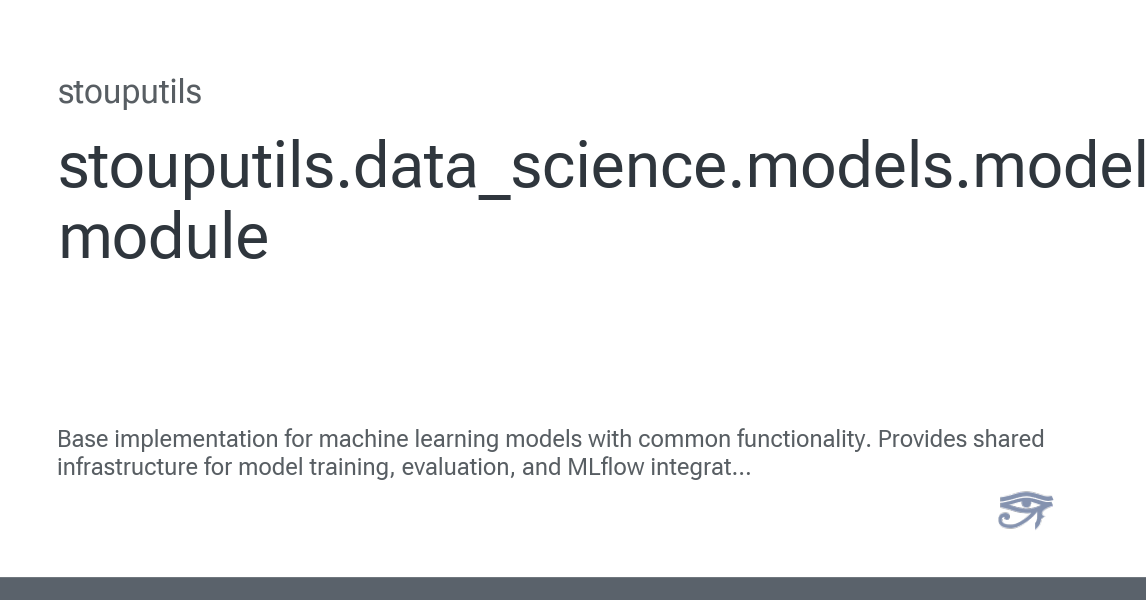 stouputils
stouputils.data_science.models.model
module
Base implementation for machine learning models with common functionality. Provides shared
infrastructure for model training, evaluation, and MLflow integrat...